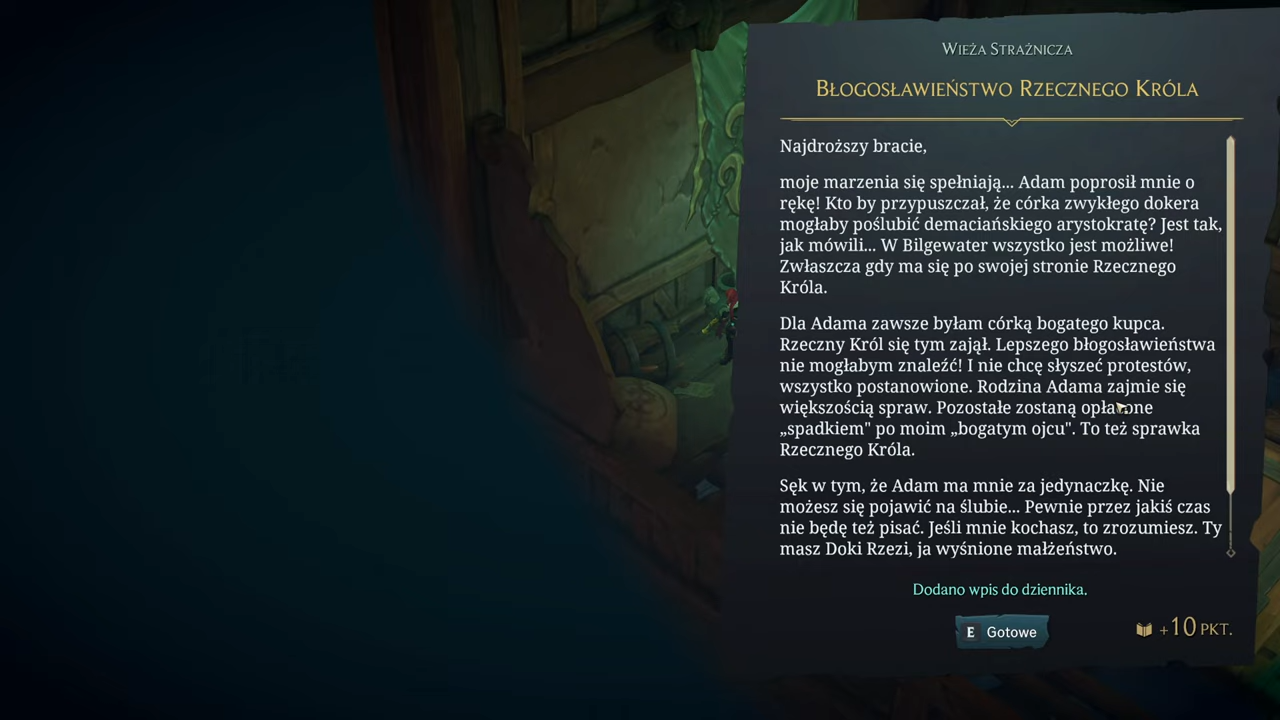 Wieża Strażnicza
Błogosławieństwo Rzecznego Króla
Najdroższy bracie,
moje marzenia się spełniają... Adam poprosił mnie o
rękę! Kto by przypuszczał, że córka zwykłego dokera
mogłaby poślubić demaciańskiego arystokratę? Jest tak,
jak mówili... W Bilgewater wszystko jest możliwe!
Zwłaszcza gdy ma się po swojej stronie Rzecznego
Króla.
Dla Adama zawsze byłam córką bogatego kupca.
Rzeczny Król się tym zajął. Lepszego błogosławieństwa
nie mogłabym znaleźć! I nie chcę słyszeć protestów,
wszystko postanowione. Rodzina Adama zajmie się
większością spraw. Pozostałe zostaną opłacone
„spadkiem" po moim „bogatym ojcu". To też sprawka
Rzecznego Króla.
Sęk w tym, że Adam ma mnie za jedynaczkę. Nie
możesz się pojawić na ślubie... Pewnie przez jakiś czas
nie będę też pisać. Jeśli mnie kochasz, to zrozumiesz. Ty
masz Doki Rzezi, ja wyśnione małżeństwo.
Dodano wpis do dziennika.
E Gotowe
+10 PKT.